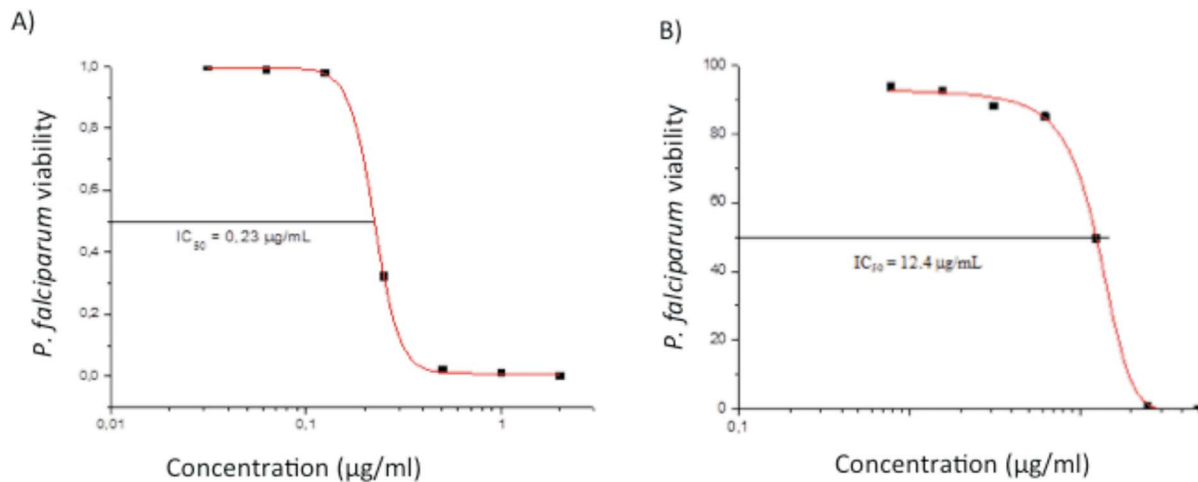 A)
P. falciparum viability
1,0
0,8
0,6
0,4
0,2
0,0
IC50 = 0,23 µg/mL
0,01
0,1
1
Concentration (µg/ml)
B)
P. falciparum viability
100
80
60
40
20
0
IC50 = 12.4 µg/mL
0,1
Concentration (µg/ml)